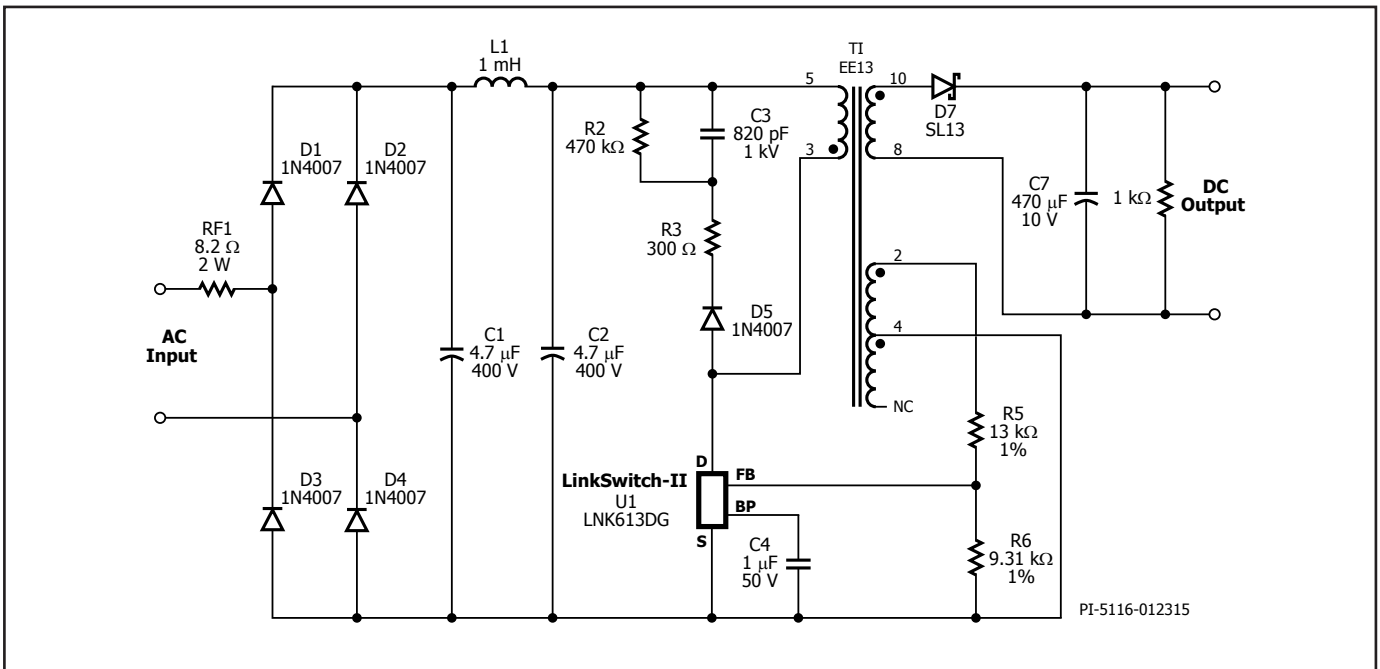 L1
1 mH
TI
EE13
5
10
D7
SL13
C3
820 pF
1 kV
R2
470 kΩ
3
8
D1
1N4007
D2
1N4007
C7
470 µF
10 V
1 kΩ
DC
Output
RF1
8.2 Ω
2 W
R3
300 Ω
2
D5
1N4007
4
AC
Input
C1
4.7 µF
400 V
C2
4.7 µF
400 V
NC
R5
13 kΩ
1%
D
FB
LinkSwitch-II
U1
LNK613DG
BP
S
D3
1N4007
D4
1N4007
C4
1 µF
50 V
R6
9.31 kΩ
1%
PI-5116-012315